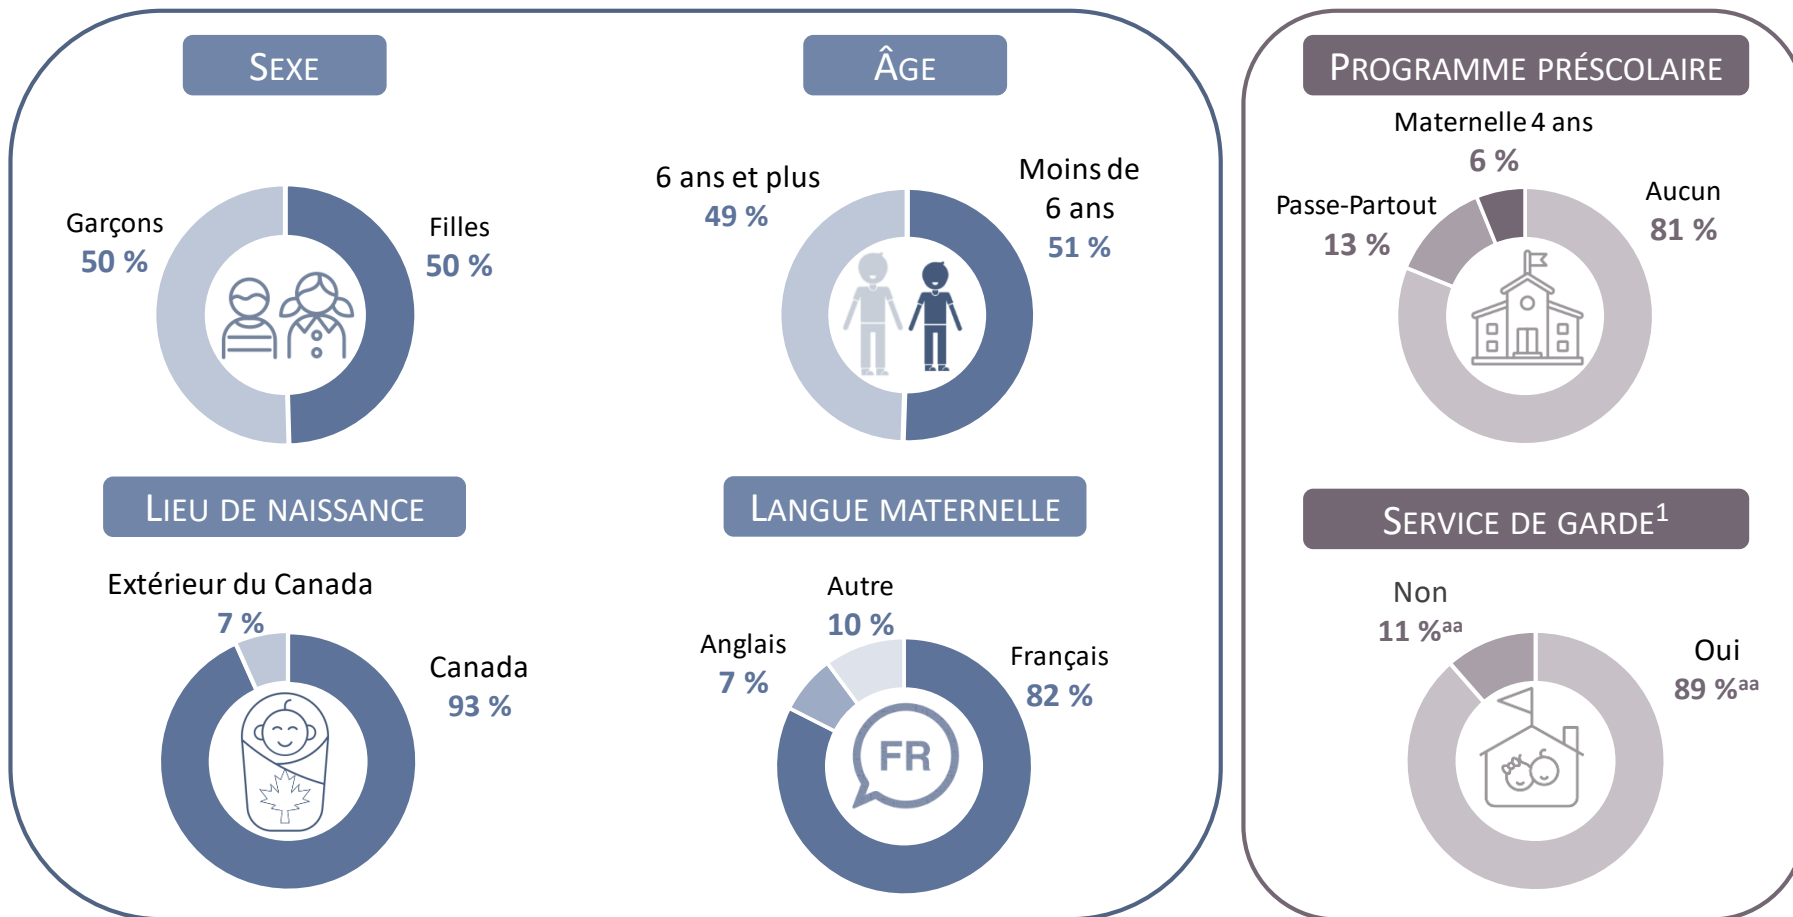 SEXE
Garçons
50 %
Filles
50 %
ÂGE
6 ans et plus
49 %
Moins de
6 ans
51 %
LIEU DE NAISSANCE
Extérieur du Canada
7 %
Canada
93 %
LANGUE MATERNELLE
Autre
10 %
Anglais
7 %
Français
82 %
FR
PROGRAMME PRÉSCOLAIRE
Maternelle 4 ans
6 %
Passe-Partout
13 %
Aucun
81 %
SERVICE DE GARDE¹
Non
11 %ᵃᵃ
Oui
89 %ᵃᵃ